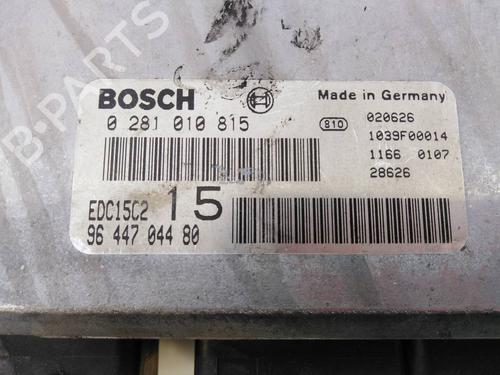 B-PARTS
BOSCH
Made in Germany
0 281 010 815
810
020626
1039F00014
1166 0107
28626
EDC15C2 15
96 447 044 80